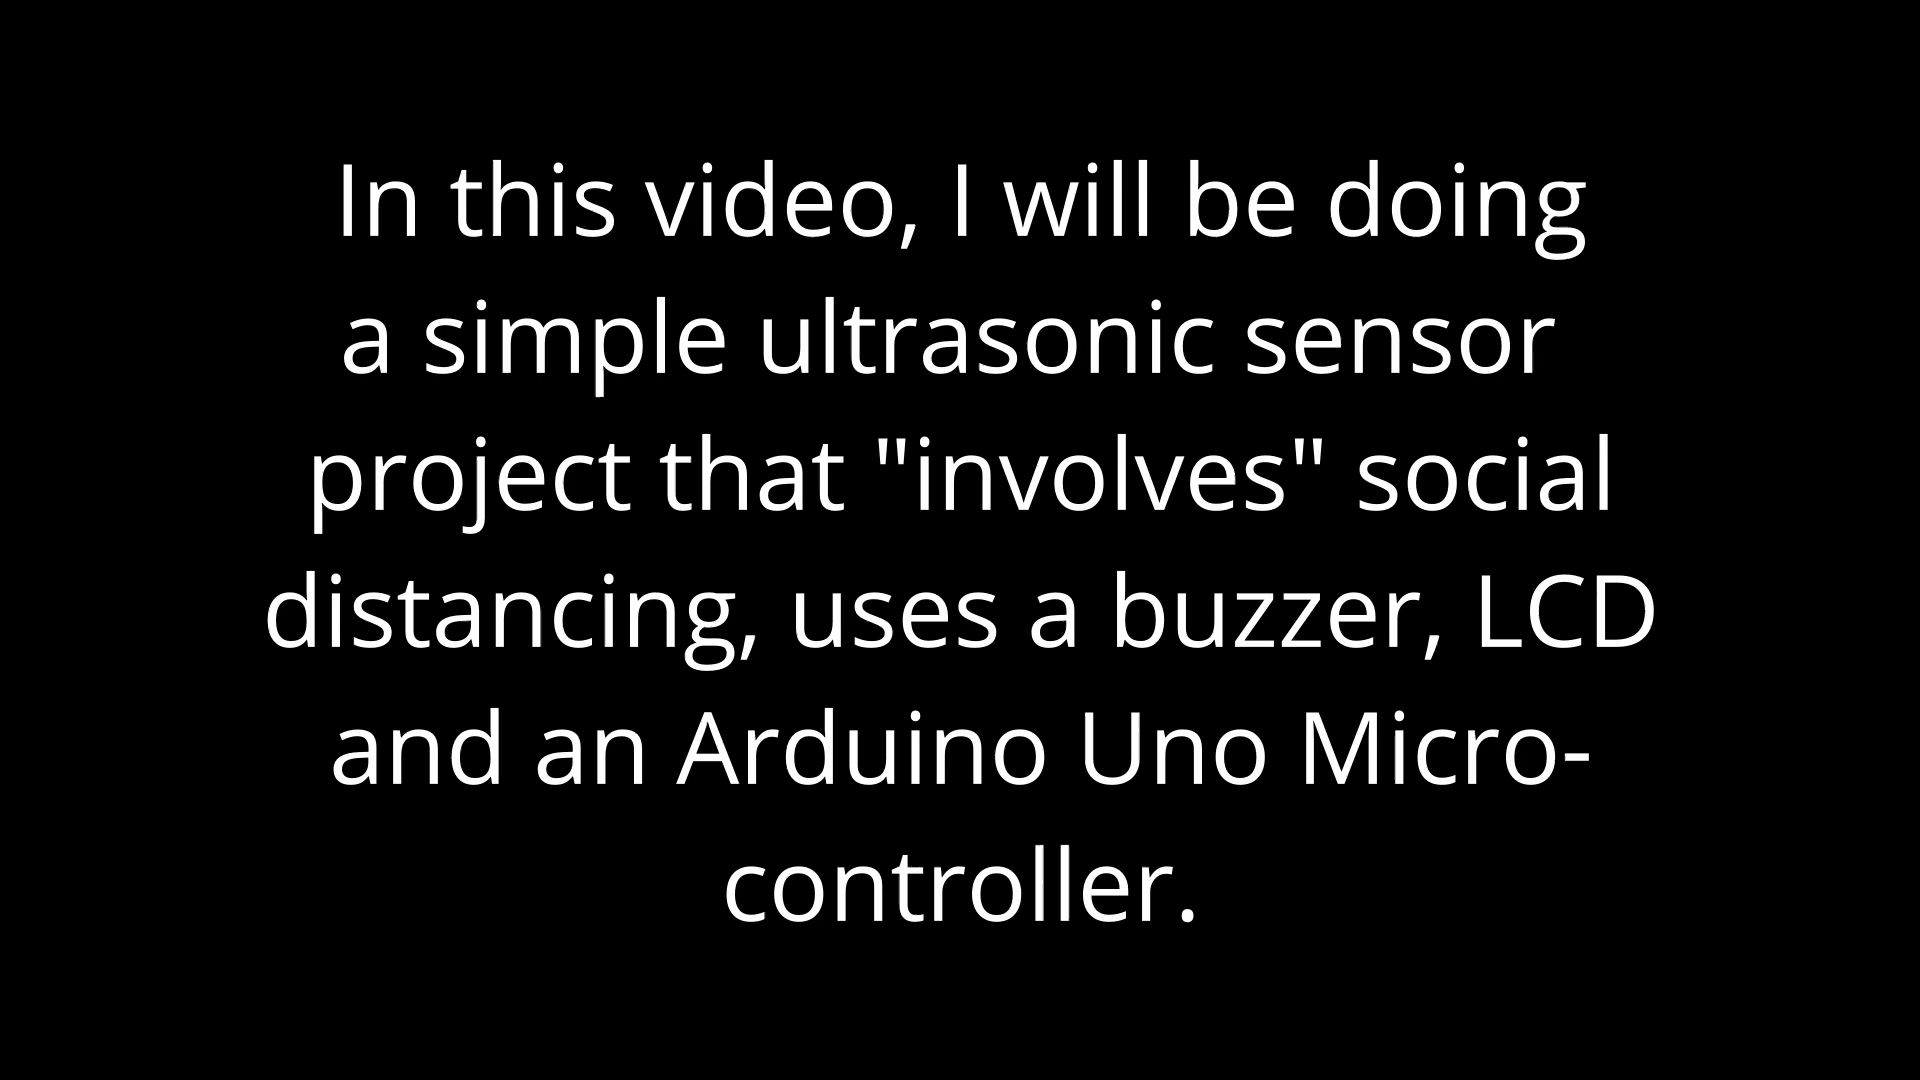 In this video, I will be doing
a simple ultrasonic sensor
project that "involves" social
distancing, uses a buzzer, LCD
and an Arduino Uno Micro-
controller.